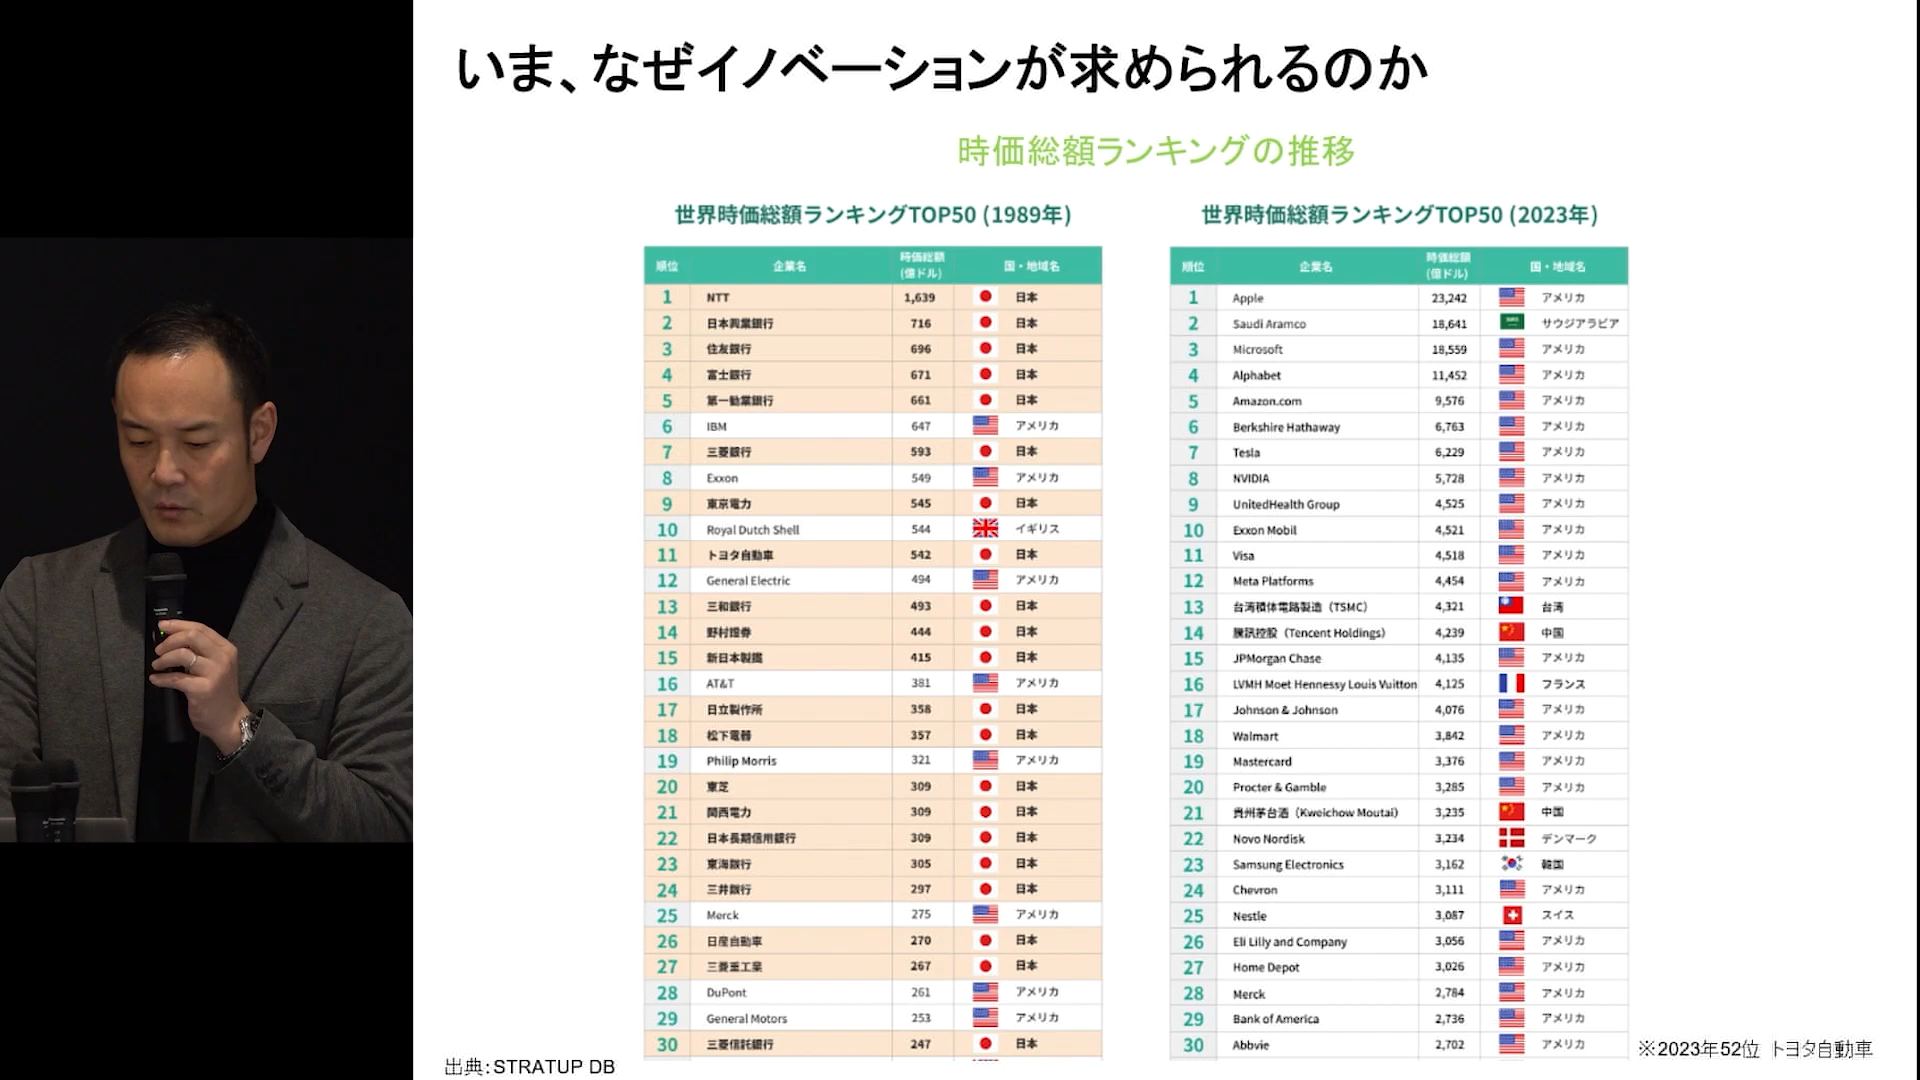 いま、なぜイノベーションが求められるのか
時価総額ランキングの推移
世界時価総額ランキングTOP50 (1989年)
順位 企業名 時価総額 (億ドル) 国・地域名
1 NTT 1,639 日本
2 日本興業銀行 716 日本
3 住友銀行 696 日本
4 富士銀行 671 日本
5 第一勧業銀行 661 日本
6 IBM 647 アメリカ
7 三菱銀行 593 日本
8 Exxon 549 アメリカ
9 東京電力 545 日本
10 Royal Dutch Shell 544 イギリス
11 トヨタ自動車 542 日本
12 General Electric 494 アメリカ
13 三和銀行 493 日本
14 野村證券 444 日本
15 新日本製鐵 415 日本
16 AT&T 381 アメリカ
17 日立製作所 358 日本
18 松下電器 357 日本
19 Philip Morris 321 アメリカ
20 東芝 309 日本
21 関西電力 309 日本
22 日本長期信用銀行 309 日本
23 東海銀行 305 日本
24 三井銀行 297 日本
25 Merck 275 アメリカ
26 日産自動車 270 日本
27 三菱重工業 267 日本
28 DuPont 261 アメリカ
29 General Motors 253 アメリカ
30 三菱信託銀行 247 日本
世界時価総額ランキングTOP50 (2023年)
順位 企業名 時価総額 (億ドル) 国・地域名
1 Apple 23,242 アメリカ
2 Saudi Aramco 18,641 サウジアラビア
3 Microsoft 18,559 アメリカ
4 Alphabet 11,452 アメリカ
5 Amazon.com 9,576 アメリカ
6 Berkshire Hathaway 6,763 アメリカ
7 Tesla 6,229 アメリカ
8 NVIDIA 5,728 アメリカ
9 UnitedHealth Group 4,525 アメリカ
10 Exxon Mobil 4,521 アメリカ
11 Visa 4,518 アメリカ
12 Meta Platforms 4,454 アメリカ
13 台湾積体電路製造（TSMC） 4,321 台湾
14 騰訊控股（Tencent Holdings） 4,239 中国
15 JPMorgan Chase 4,135 アメリカ
16 LVMH Moet Hennessy Louis Vuitton 4,125 フランス
17 Johnson & Johnson 4,076 アメリカ
18 Walmart 3,842 アメリカ
19 Mastercard 3,376 アメリカ
20 Procter & Gamble 3,285 アメリカ
21 貴州茅台酒（Kweichow Moutai） 3,235 中国
22 Novo Nordisk 3,234 デンマーク
23 Samsung Electronics 3,162 韓国
24 Chevron 3,111 アメリカ
25 Nestle 3,087 スイス
26 Eli Lilly and Company 3,056 アメリカ
27 Home Depot 3,026 アメリカ
28 Merck 2,784 アメリカ
29 Bank of America 2,736 アメリカ
30 Abbvie 2,702 アメリカ
※2023年52位 トヨタ自動車
出典：STRATUP DB